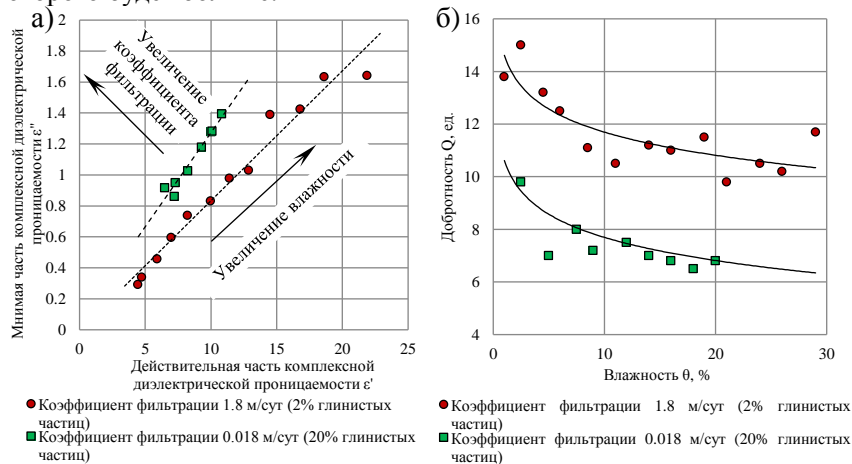 а)
2
1.8
1.6
1.4
1.2
1
0.8
0.6
0.4
0.2
0
Мнимая часть комплексной диэлектрической
проницаемости ε"
Увеличение
коэффициента
фильтрации
Увеличение влажности
0 5 10 15 20 25
Действительная часть комплексной
диэлектрической проницаемости ε'
Коэффициент фильтрации 1.8 м/сут (2% глинистых
частиц)
Коэффициент фильтрации 0.018 м/сут (20% глинистых
частиц)
б)
16
14
12
10
8
6
4
Добротность Q, ед.
0 10 20 30
Влажность θ, %
Коэффициент фильтрации 1.8 м/сут (2% глинистых
частиц)
Коэффициент фильтрации 0.018 м/сут (20% глинистых
частиц)